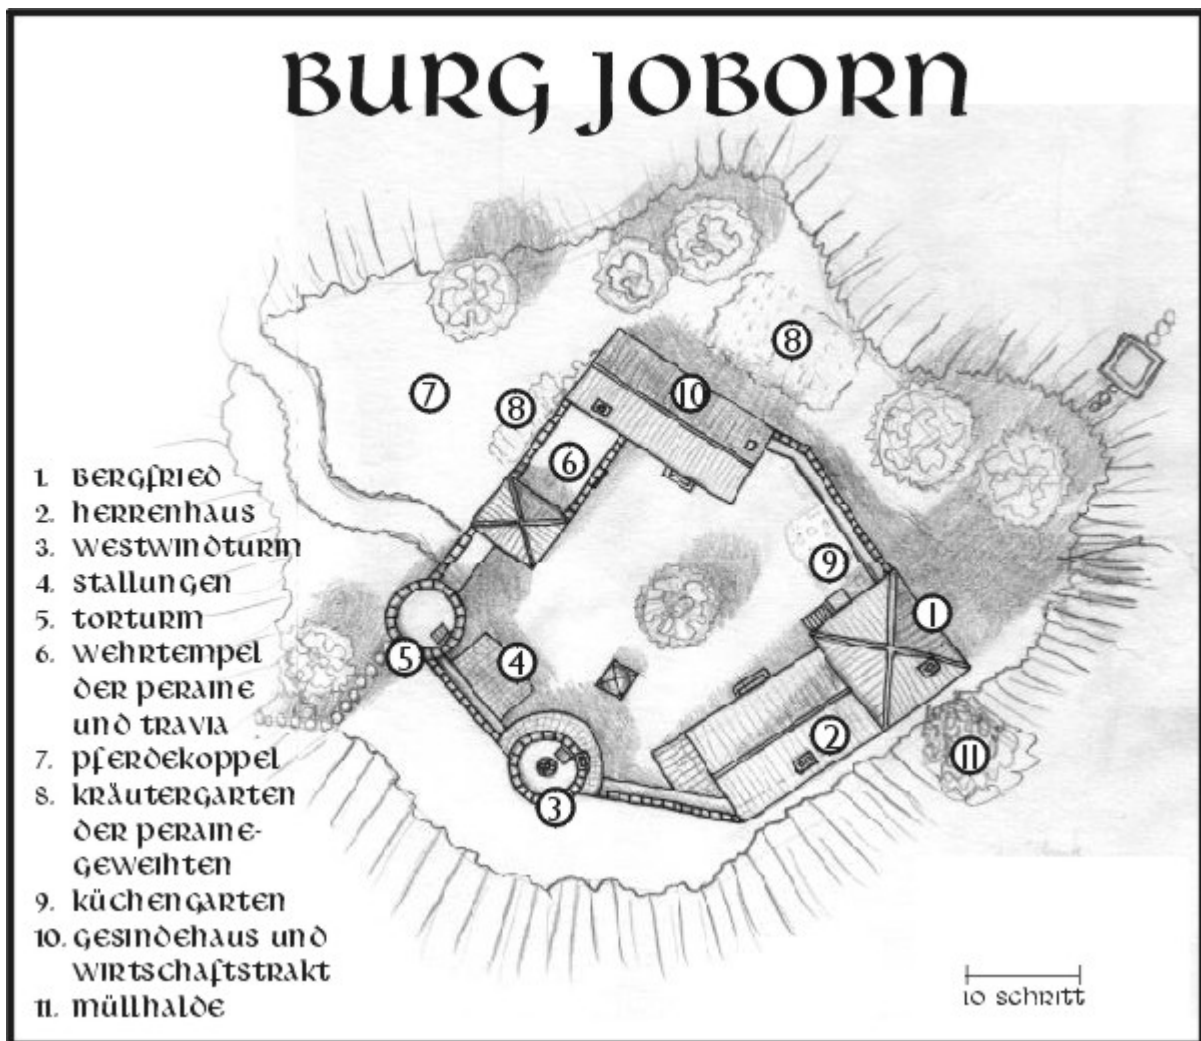 BURG JOBORN
1. BERGFRIED
2. HERRENHAUS
3. WESTWINDTURM
4. STALLUNGEN
5. TORTURM
6. WEHRTEMPEL
DER PERAINE
UND TRAVIA
7. PFERDEKOPPEL
8. KRÄUTERGARTEN
DER PERAINE-
GEWEIHTEN
9. KÜCHENGARTEN
10. GESINDEHAUS UND
WIRTSCHAFTSTRAKT
11. MÜLLHALDE
8
7
8
10
6
9
1
5
4
2
11
3
10 SCHRITT